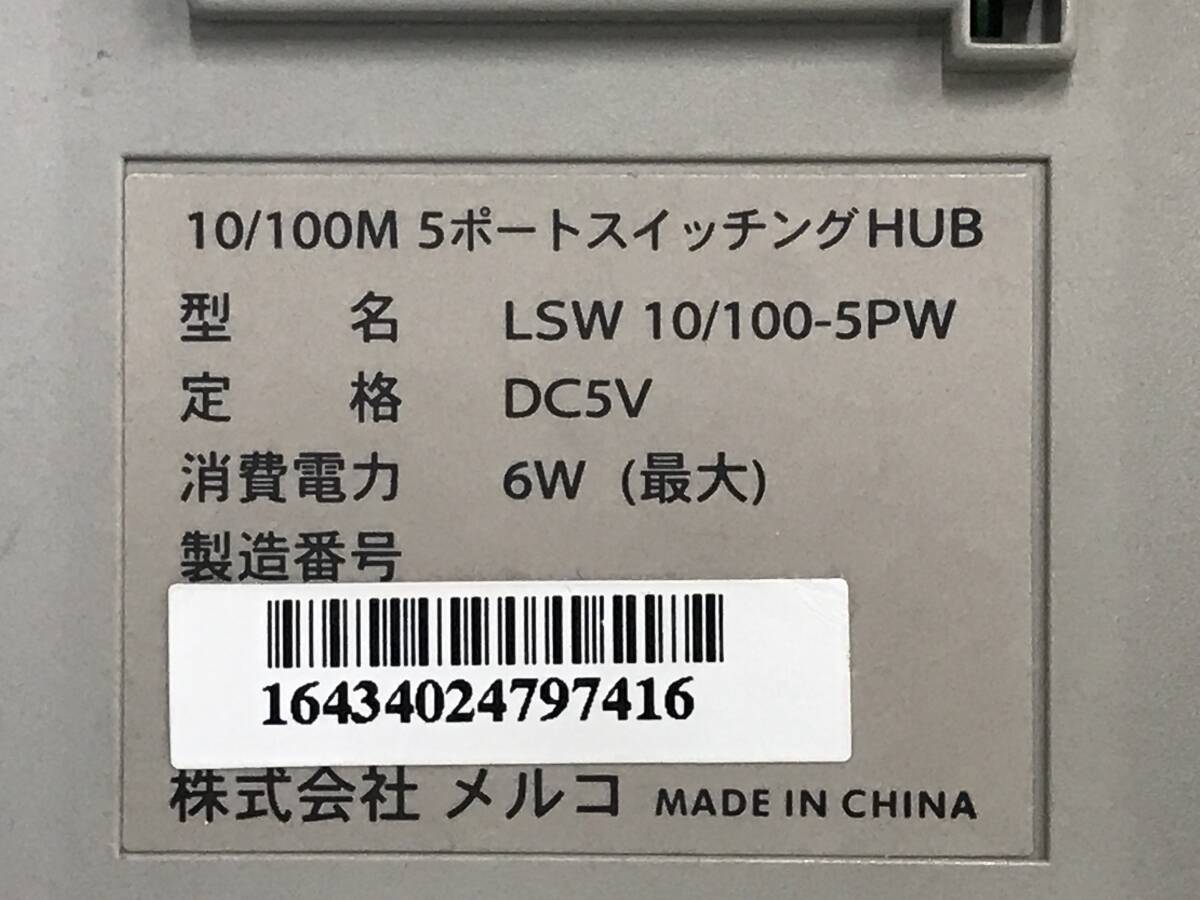 10/100M 5ポートスイッチングHUB
型 名 LSW 10/100-5PW
定 格 DC5V
消費電力 6W (最大)
製造番号
16434024797416
株式会社 メルコ MADE IN CHINA